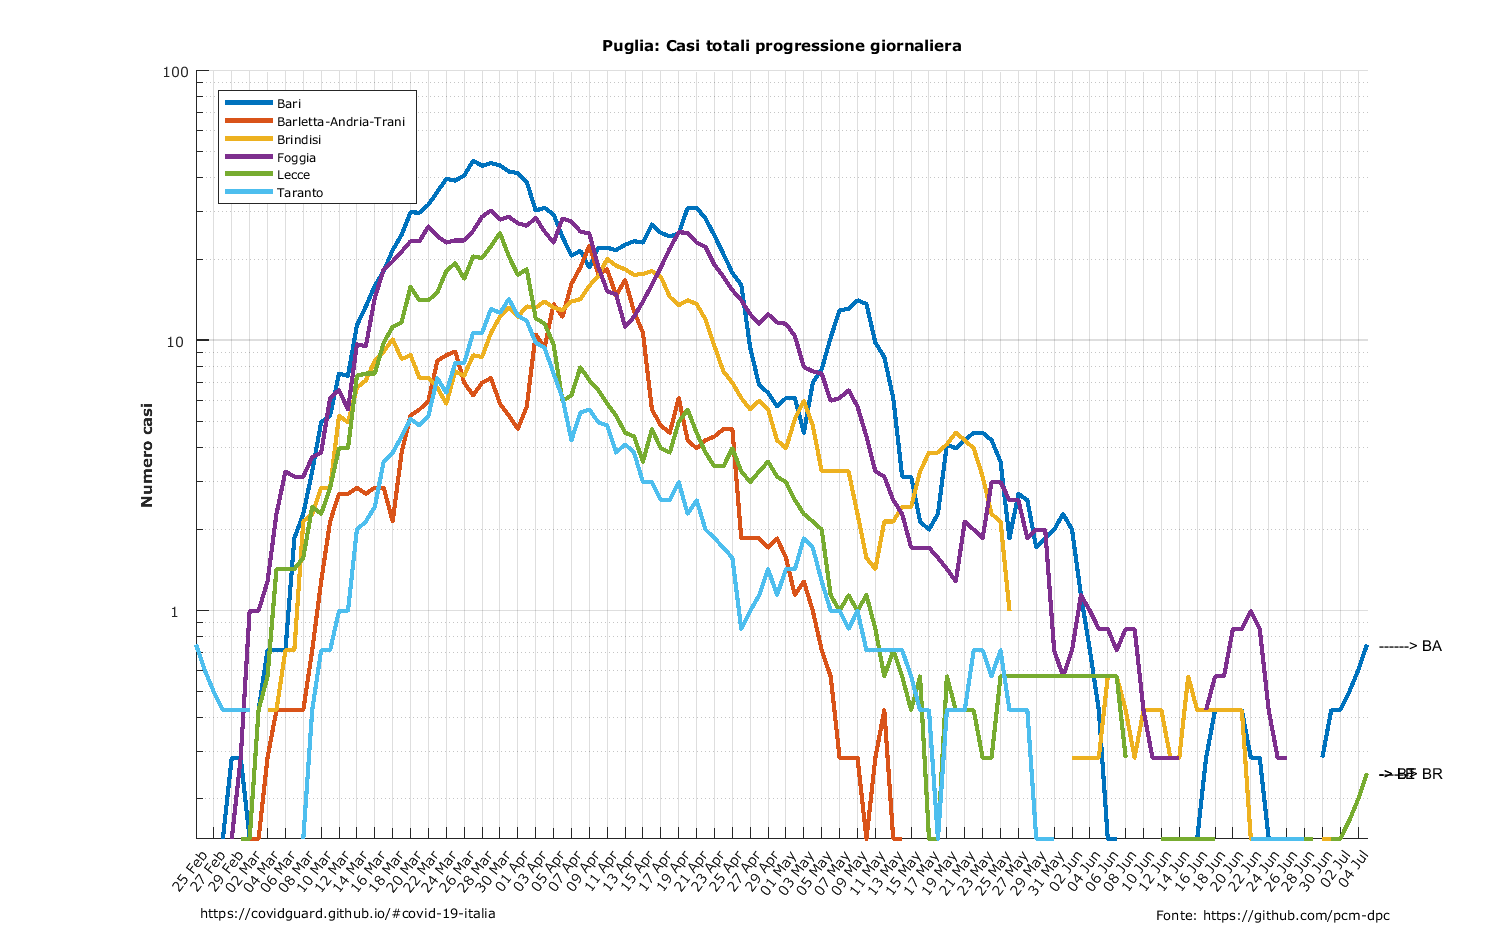 Puglia: Casi totali progressione giornaliera
100
10
1
Numero casi
Bari
Barletta-Andria-Trani
Brindisi
Foggia
Lecce
Taranto
------> BA
BR
25 Feb
27 Feb
29 Feb
02 Mar
04 Mar
06 Mar
08 Mar
10 Mar
12 Mar
14 Mar
16 Mar
18 Mar
20 Mar
22 Mar
24 Mar
26 Mar
28 Mar
30 Mar
01 Apr
03 Apr
05 Apr
07 Apr
09 Apr
11 Apr
13 Apr
15 Apr
17 Apr
19 Apr
21 Apr
23 Apr
25 Apr
27 Apr
29 Apr
01 May
03 May
05 May
07 May
09 May
11 May
13 May
15 May
17 May
19 May
21 May
23 May
25 May
27 May
29 May
31 May
02 Jun
04 Jun
06 Jun
08 Jun
10 Jun
12 Jun
14 Jun
16 Jun
18 Jun
20 Jun
22 Jun
24 Jun
26 Jun
28 Jun
30 Jun
02 Jul
04 Jul
https://covidguard.github.io/#covid-19-italia
Fonte: https://github.com/pcm-dpc